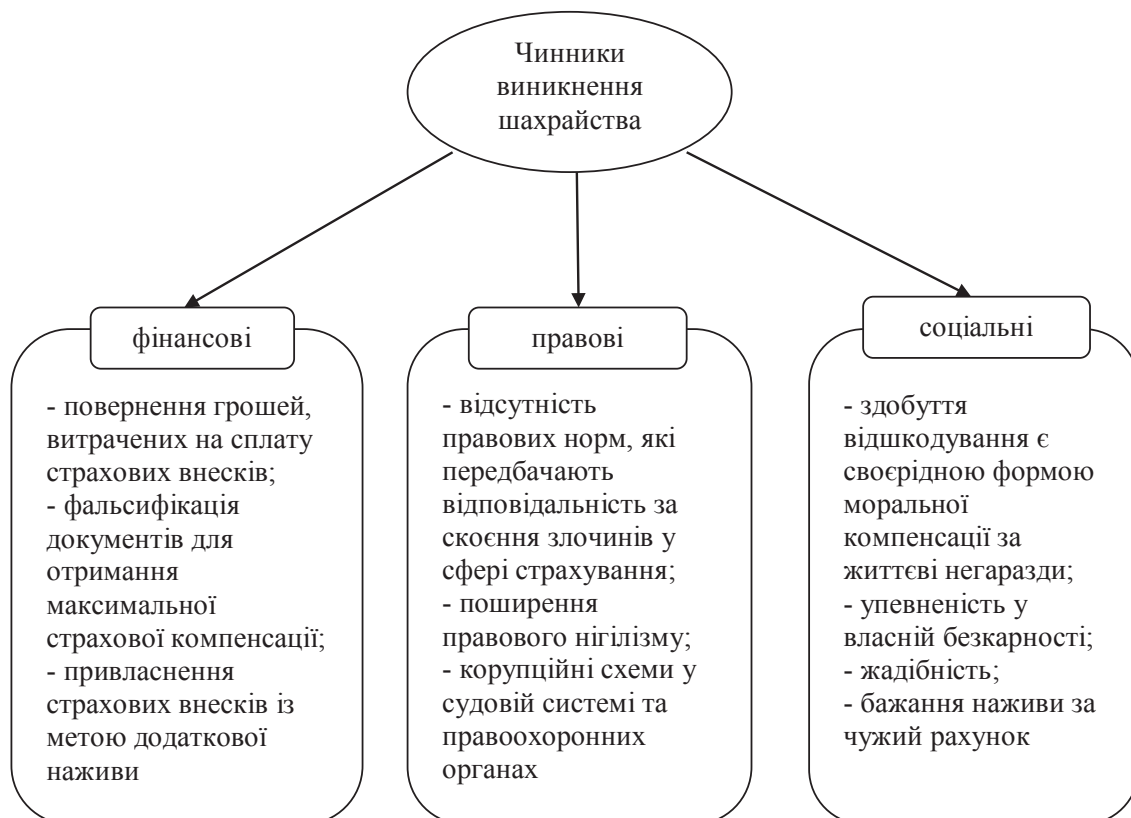 Чинники
виникнення
шахрайства
фінансові
- повернення грошей,
витрачених на сплату
страхових внесків;
- фальсифікація
документів для
отримання
максимальної
страхової компенсації;
- привласнення
страхових внесків із
метою додаткової
наживи
правові
- відсутність
правових норм, які
передбачають
відповідальність за
скоєння злочинів у
сфері страхування;
- поширення
правового нігілізму;
- корупційні схеми у
судовій системі та
правоохоронних
органах
соціальні
- здобуття
відшкодування є
своєрідною формою
моральної
компенсації за
життєві негаразди;
- упевненість у
власній безкарності;
- жадібність;
- бажання наживи за
чужий рахунок